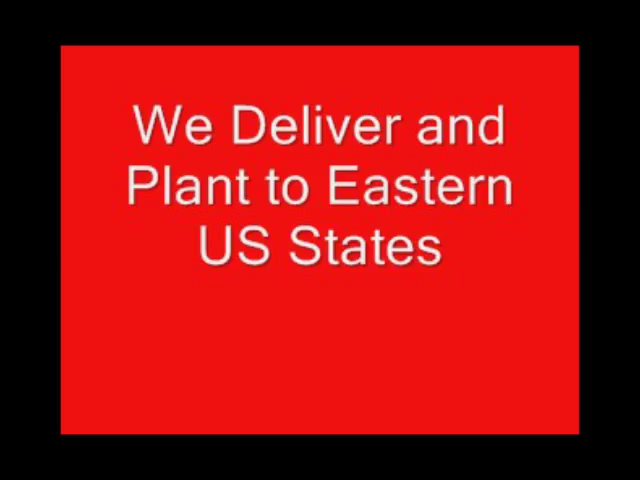 We Deliver and
Plant to Eastern
US States